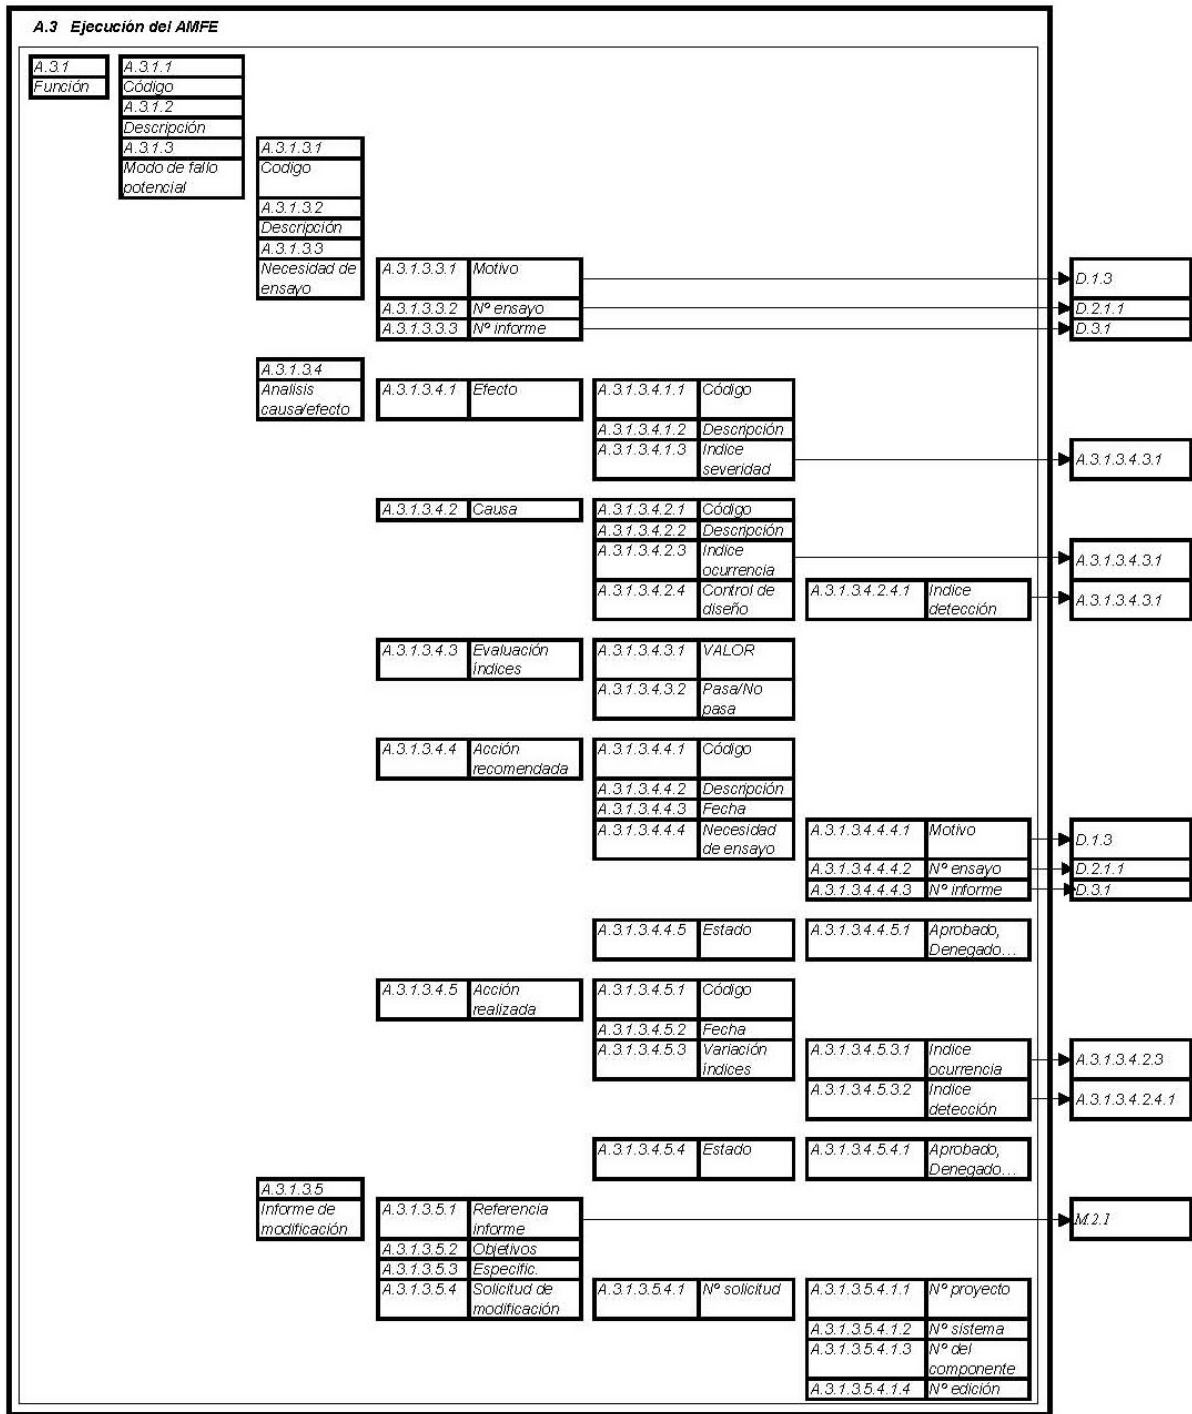 A.3 Ejecución del AMFE
A.3.1 A.3.1.1
Función Código
A.3.1.2
Descripción
A.3.1.3 A.3.1.3.1
Modo de fallo Codigo
potencial
A.3.1.3.2
Descripción
A.3.1.3.3
Necesidad de A.3.1.3.3.1 Motivo D.1.3
ensayo
A.3.1.3.3.2 Nº ensayo D.2.1.1
A.3.1.3.3.3 Nº informe D.3.1
A.3.1.3.4
Analisis A.3.1.3.4.1 Efecto A.3.1.3.4.1.1 Código
causa/efecto
A.3.1.3.4.1.2 Descripción
A.3.1.3.4.1.3 Indice A.3.1.3.4.3.1
severidad
A.3.1.3.4.2 Causa A.3.1.3.4.2.1 Código
A.3.1.3.4.2.2 Descripción
A.3.1.3.4.2.3 Indice A.3.1.3.4.3.1
ocurrencia
A.3.1.3.4.2.4 Control de A.3.1.3.4.2.4.1 Indice A.3.1.3.4.3.1
diseño detección
A.3.1.3.4.3 Evaluación A.3.1.3.4.3.1 VALOR
índices
A.3.1.3.4.3.2 Pasa/No
pasa
A.3.1.3.4.4 Acción A.3.1.3.4.4.1 Código
recomendada
A.3.1.3.4.4.2 Descripción
A.3.1.3.4.4.3 Fecha
A.3.1.3.4.4.4 Necesidad A.3.1.3.4.4.4.1 Motivo D.1.3
de ensayo
A.3.1.3.4.4.4.2 Nº ensayo D.2.1.1
A.3.1.3.4.4.4.3 Nº informe D.3.1
A.3.1.3.4.4.5 Estado A.3.1.3.4.4.5.1 Aprobado,
Denegado...
A.3.1.3.4.5 Acción A.3.1.3.4.5.1 Código
realizada
A.3.1.3.4.5.2 Fecha
A.3.1.3.4.5.3 Variación A.3.1.3.4.5.3.1 Indice A.3.1.3.4.2.3
índices ocurrencia
A.3.1.3.4.5.3.2 Indice A.3.1.3.4.2.4.1
detección
A.3.1.3.4.5.4 Estado A.3.1.3.4.5.4.1 Aprobado,
Denegado...
A.3.1.3.5
Informe de A.3.1.3.5.1 Referencia M.2.1
modificación informe
A.3.1.3.5.2 Objetivos
A.3.1.3.5.3 Especific.
A.3.1.3.5.4 Solicitud de A.3.1.3.5.4.1 Nº solicitud A.3.1.3.5.4.1.1 Nº proyecto
modificación
A.3.1.3.5.4.1.2 Nº sistema
A.3.1.3.5.4.1.3 Nº del
componente
A.3.1.3.5.4.1.4 Nº edición